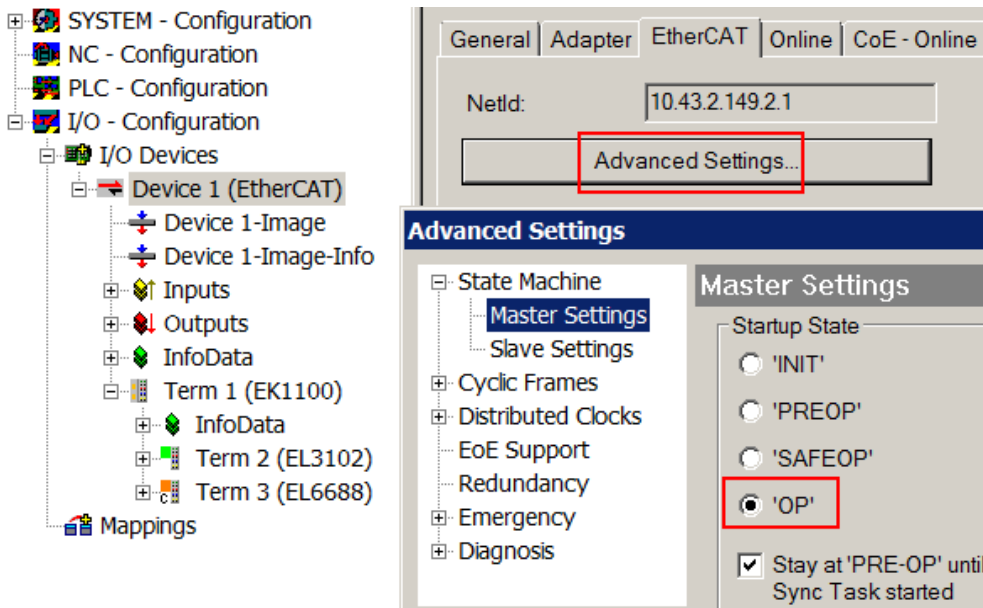 SYSTEM - Configuration
NC - Configuration
PLC - Configuration
I/O - Configuration
I/O Devices
Device 1 (EtherCAT)
Device 1-Image
Device 1-Image-Info
Inputs
Outputs
InfoData
Term 1 (EK1100)
InfoData
Term 2 (EL3102)
Term 3 (EL6688)
Mappings
General Adapter EtherCAT Online CoE - Online
NetId: 10.43.2.149.2.1
Advanced Settings...
Advanced Settings
State Machine
Master Settings
Slave Settings
Cyclic Frames
Distributed Clocks
EoE Support
Redundancy
Emergency
Diagnosis
Master Settings
Startup State
'INIT'
'PREOP'
'SAFEOP'
'OP'
Stay at 'PRE-OP' until
Sync Task started